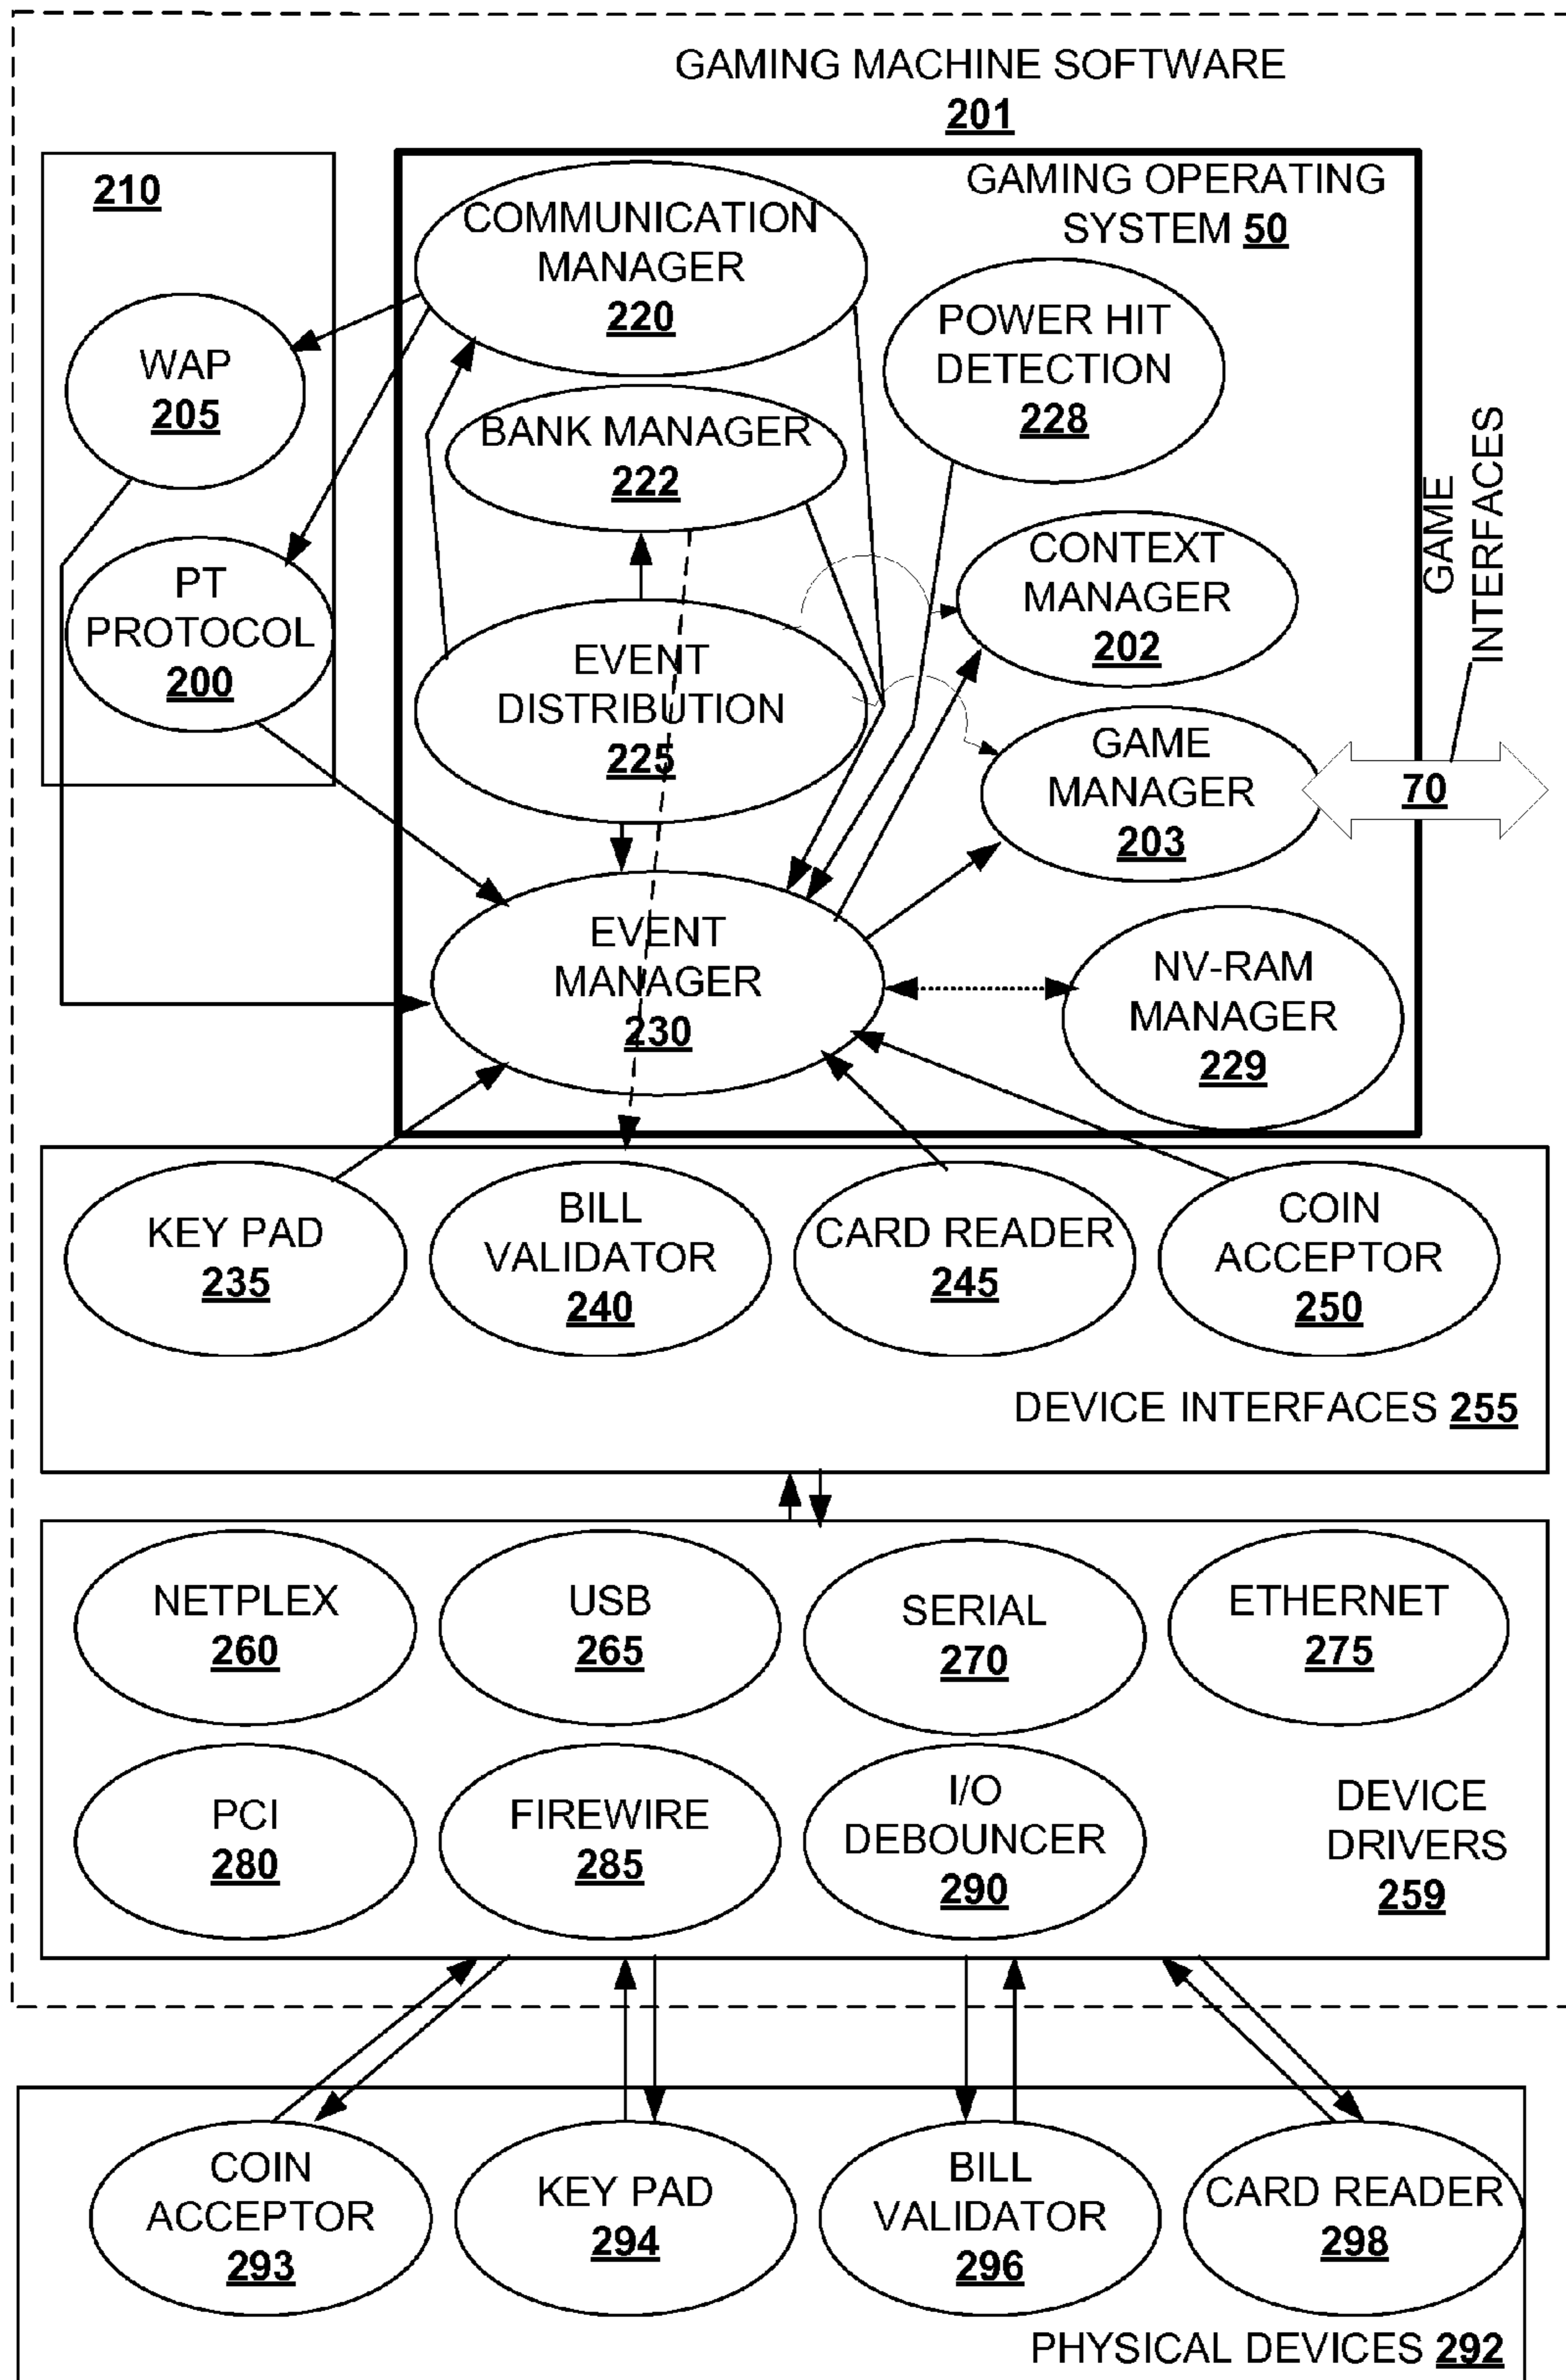 GAMING MACHINE SOFTWARE
201
210
GAMING OPERATING
SYSTEM 50
COMMUNICATION
MANAGER
220
POWER HIT
DETECTION
228
WAP
205
BANK MANAGER
222
GAME
INTERFACES
CONTEXT
MANAGER
202
PT
PROTOCOL
200
EVENT
DISTRIBUTION
225
GAME
MANAGER
203
70
EVENT
MANAGER
230
NV-RAM
MANAGER
229
KEY PAD
235
BILL
VALIDATOR
240
CARD READER
245
COIN
ACCEPTOR
250
DEVICE INTERFACES 255
NETPLEX
260
USB
265
SERIAL
270
ETHERNET
275
PCI
280
FIREWIRE
285
I/O
DEBOUNCER
290
DEVICE
DRIVERS
259
COIN
ACCEPTOR
293
KEY PAD
294
BILL
VALIDATOR
296
CARD READER
298
PHYSICAL DEVICES 292